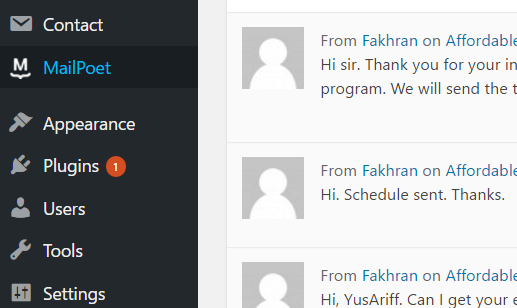 Contact
MailPoet
Appearance
Plugins 1
Users
Tools
Settings
From Fakhran on Affordable
Hi sir. Thank you for your in
program. We will send the t
From Fakhran on Affordable
Hi. Schedule sent. Thanks.
From Fakhran on Affordable
Hi, YusAriff. Can I get your e